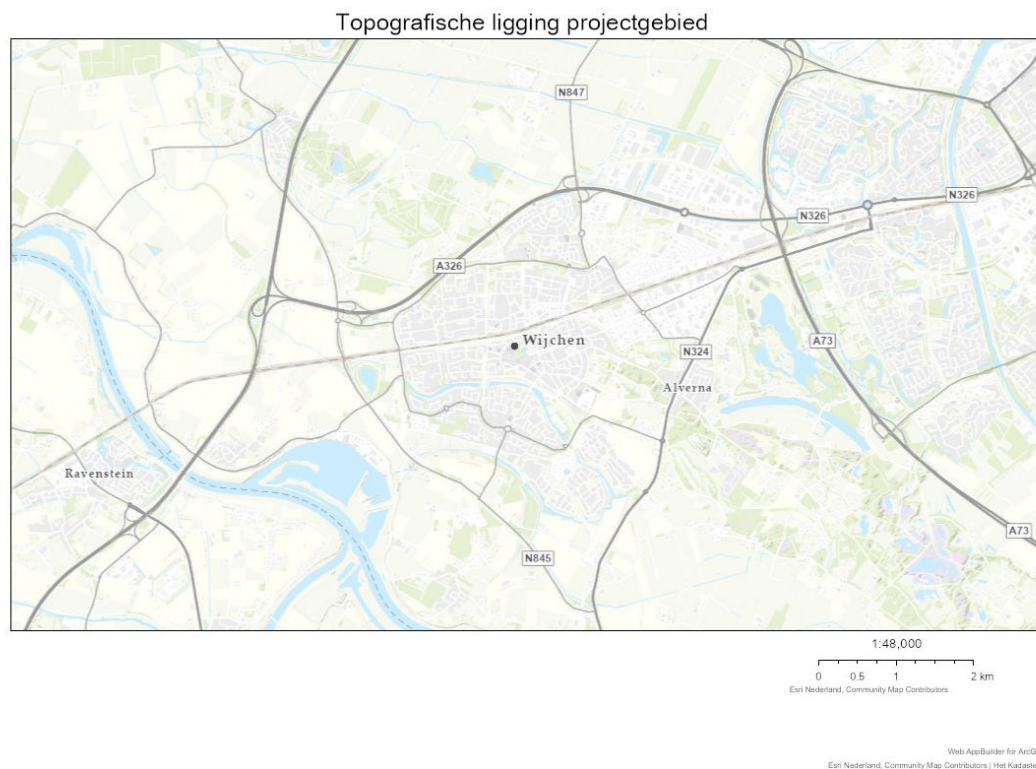 Topografische ligging projectgebied
N847
N326
N326
A326
Wijchen
A73
N324
Alverna
Ravenstein
A73
N845
1:48,000
0 0.5 1 2 km
Esri Nederland, Community Map Contributors
Web AppBuilder for ArcG
Esri Nederland, Community Map Contributors | Het Kadaste